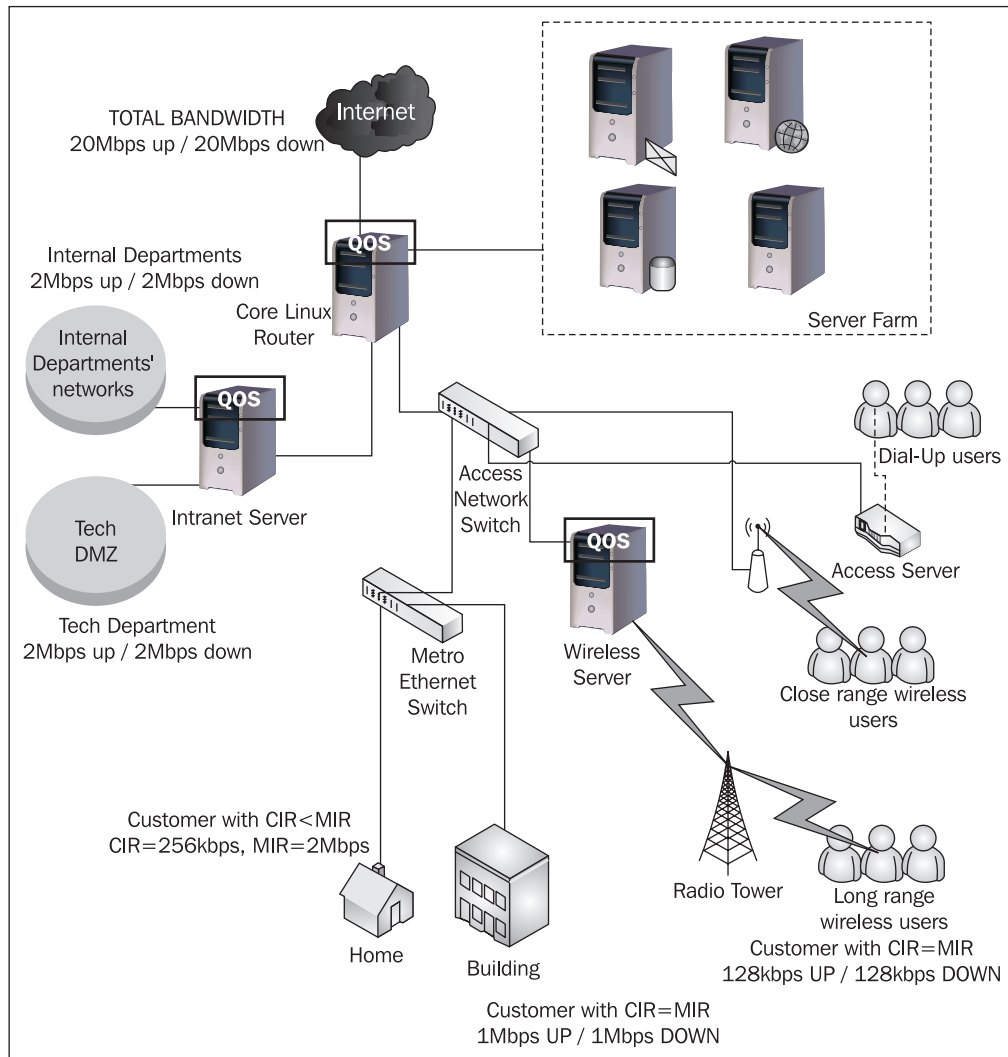 TOTAL BANDWIDTH
20Mbps up / 20Mbps down
Internet
QOS
Core Linux
Router
Server Farm
Internal Departments
2Mbps up / 2Mbps down
Internal
Departments'
networks
QOS
Intranet Server
Tech
DMZ
Tech Department
2Mbps up / 2Mbps down
Access
Network
Switch
Dial-Up users
Access Server
QOS
Wireless
Server
Metro
Ethernet
Switch
Close range wireless
users
Customer with CIR<MIR
CIR=256kbps, MIR=2Mbps
Home
Building
Customer with CIR=MIR
1Mbps UP / 1Mbps DOWN
Radio Tower
Long range
wireless users
Customer with CIR=MIR
128kbps UP / 128kbps DOWN